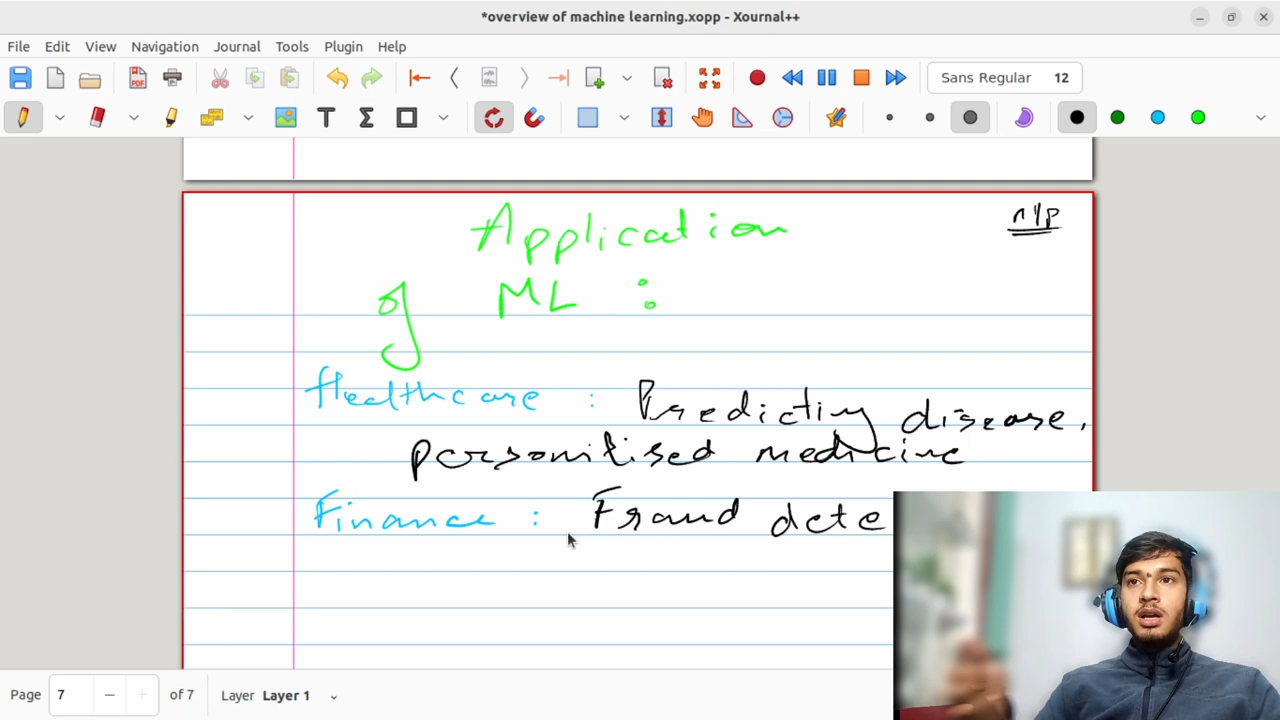 *overview of machine learning.xopp - Xournal++
File Edit View Navigation Journal Tools Plugin Help
Sans Regular 12
Application
of ML :
Healthcare : Predicting disease,
personilised medicine
Finance : Fraud dete
Page 7 of 7 Layer Layer 1